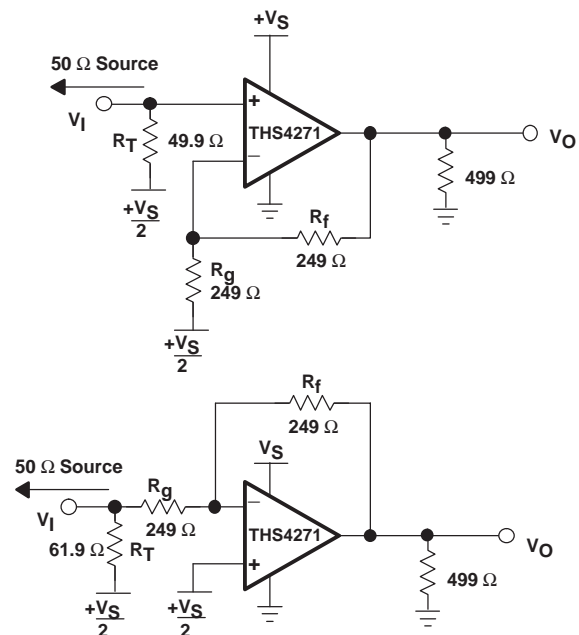 +VS
50 Ω Source
VI
+
THS4271
−
RT
49.9 Ω
VO
499 Ω
+VS
2
Rf
249 Ω
Rg
249 Ω
+VS
2
Rf
249 Ω
VS
50 Ω Source
Rg
249 Ω
VI
−
THS4271
+
61.9 Ω
RT
VO
499 Ω
+VS
2
+VS
2